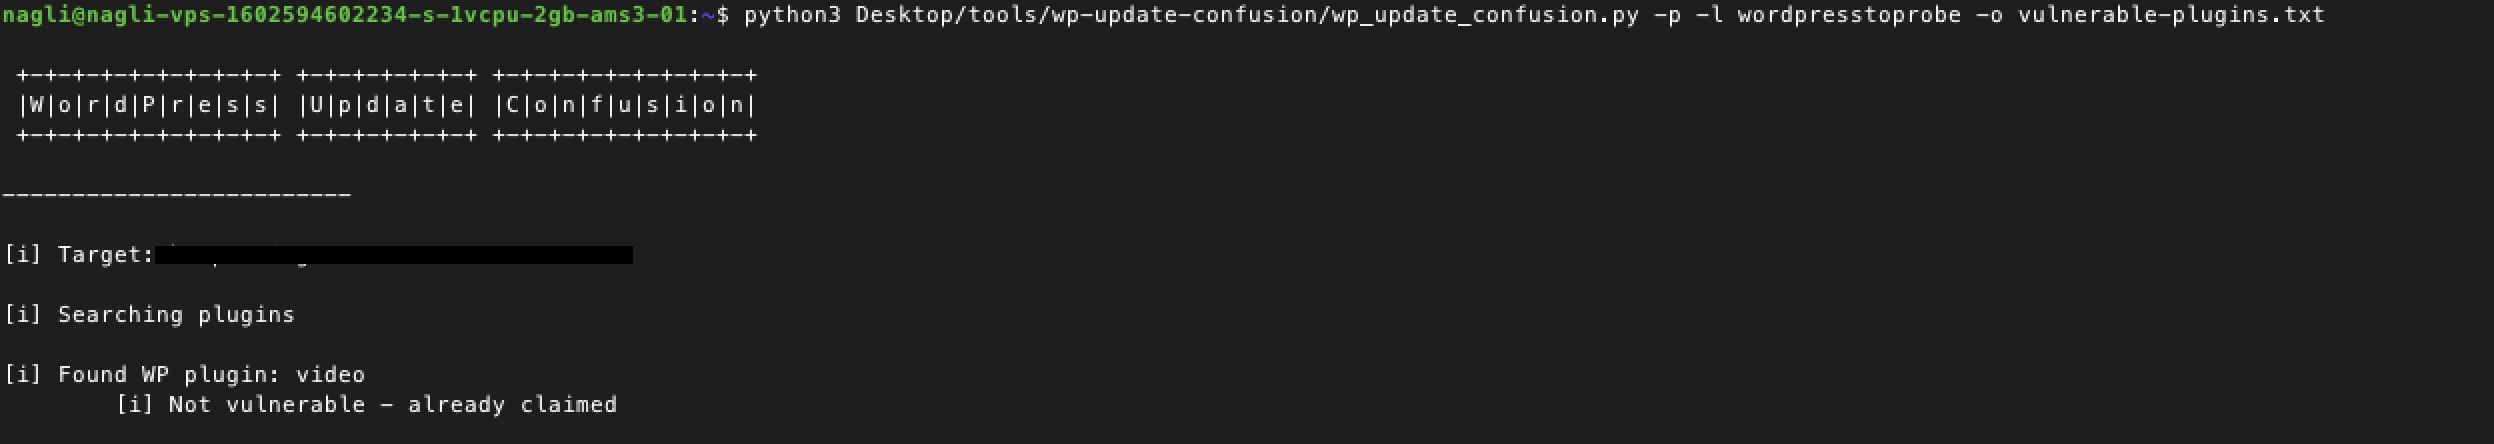 nagli@nagli-vps-1602594602234-s-1vcpu-2gb-ams3-01:~$ python3 Desktop/tools/wp-update-confusion/wp_update_confusion.py -p -l wordpresstoprobe -o vulnerable-plugins.txt
+-+-+-+-+-+-+-+-+-+ +-+-+-+-+-+-+ +-+-+-+-+-+-+-+-+-+
|W|o|r|d|P|r|e|s|s| |U|p|d|a|t|e| |C|o|n|f|u|s|i|o|n|
+-+-+-+-+-+-+-+-+-+ +-+-+-+-+-+-+ +-+-+-+-+-+-+-+-+-+
-------------------------
[i] Target:
[i] Searching plugins
[i] Found WP plugin: video
[i] Not vulnerable - already claimed